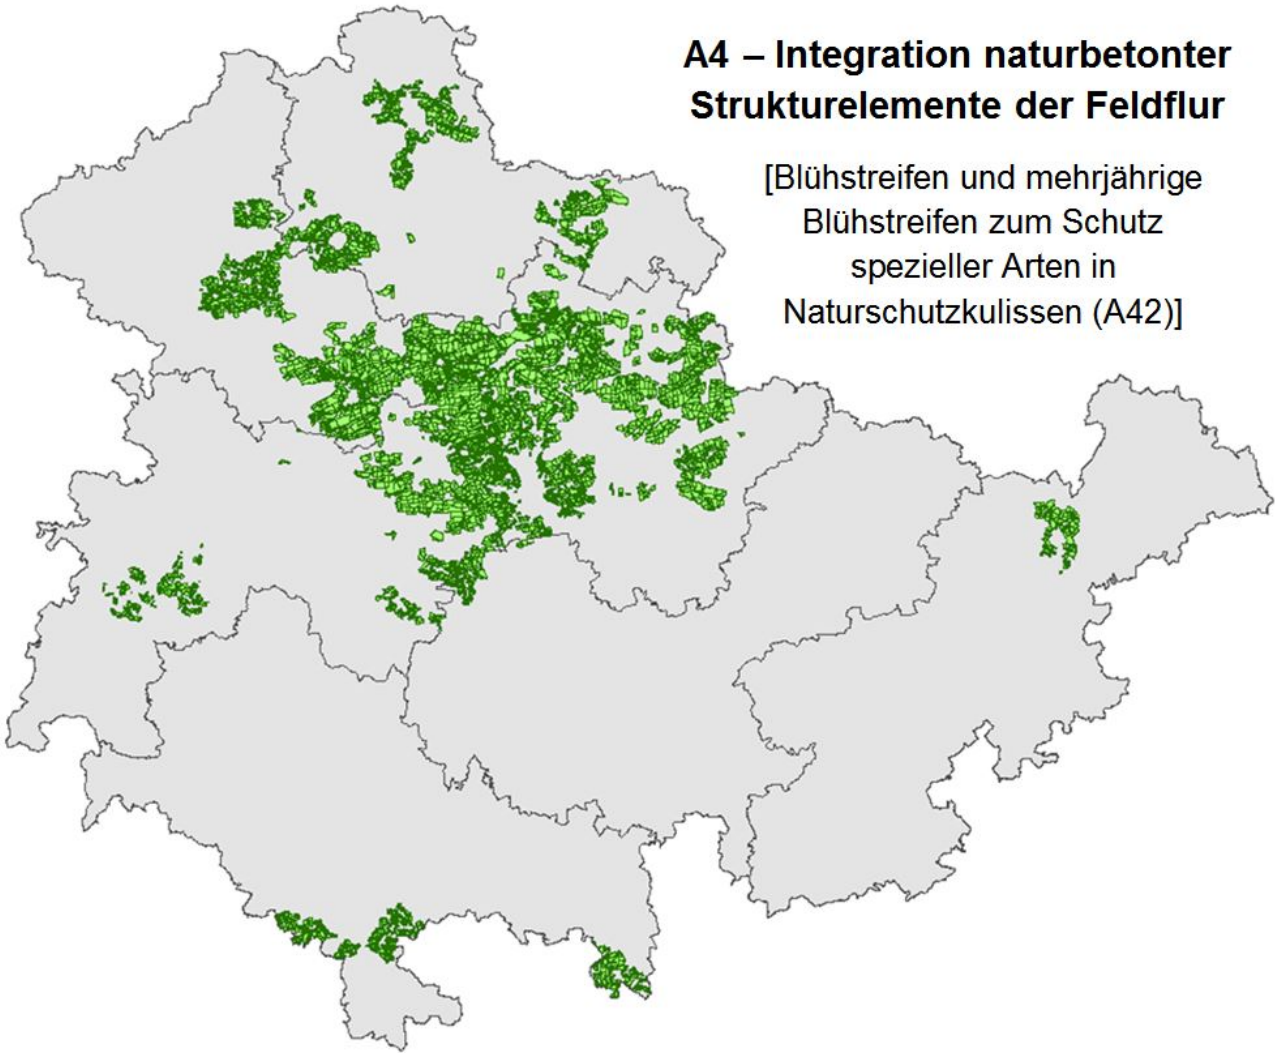 A4 – Integration naturbetonter
Strukturelemente der Feldflur
[Blühstreifen und mehrjährige
Blühstreifen zum Schutz
spezieller Arten in
Naturschutzkulissen (A42)]